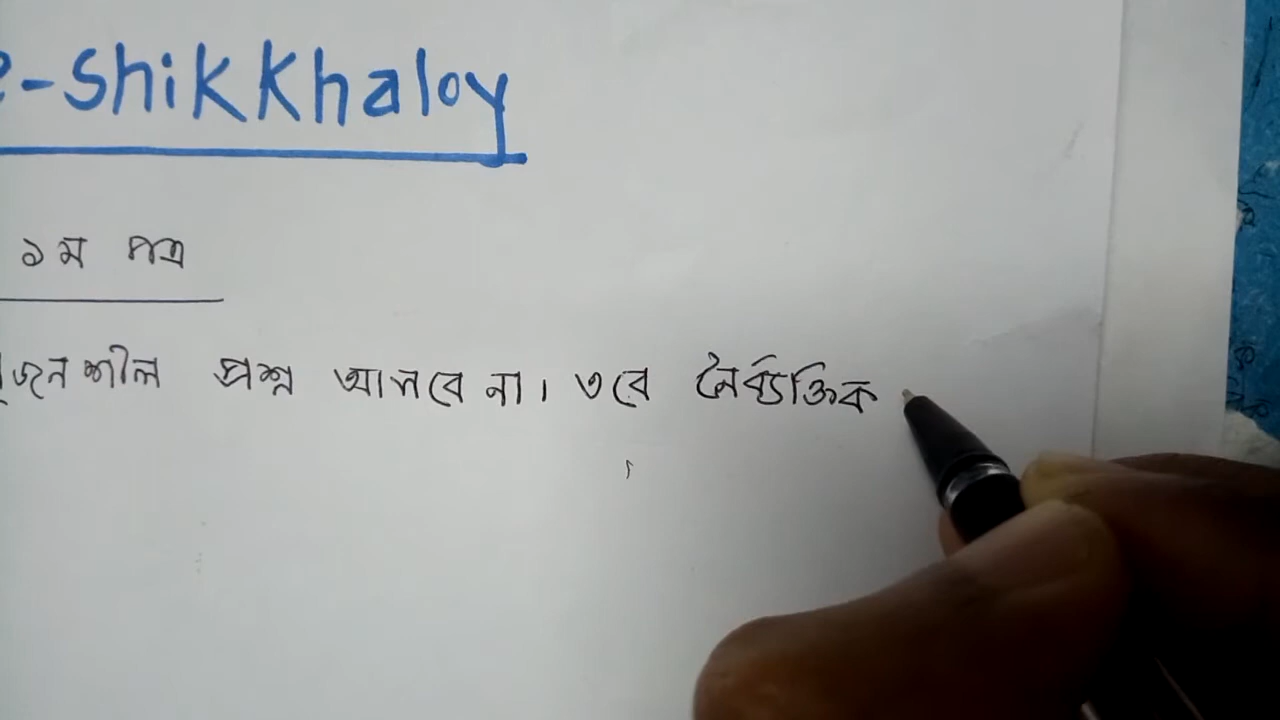 e-Shikkhaloy
১ম পত্র
সৃজনশীল প্রশ্ন আসবে না। তবে নৈর্ব্যক্তিক